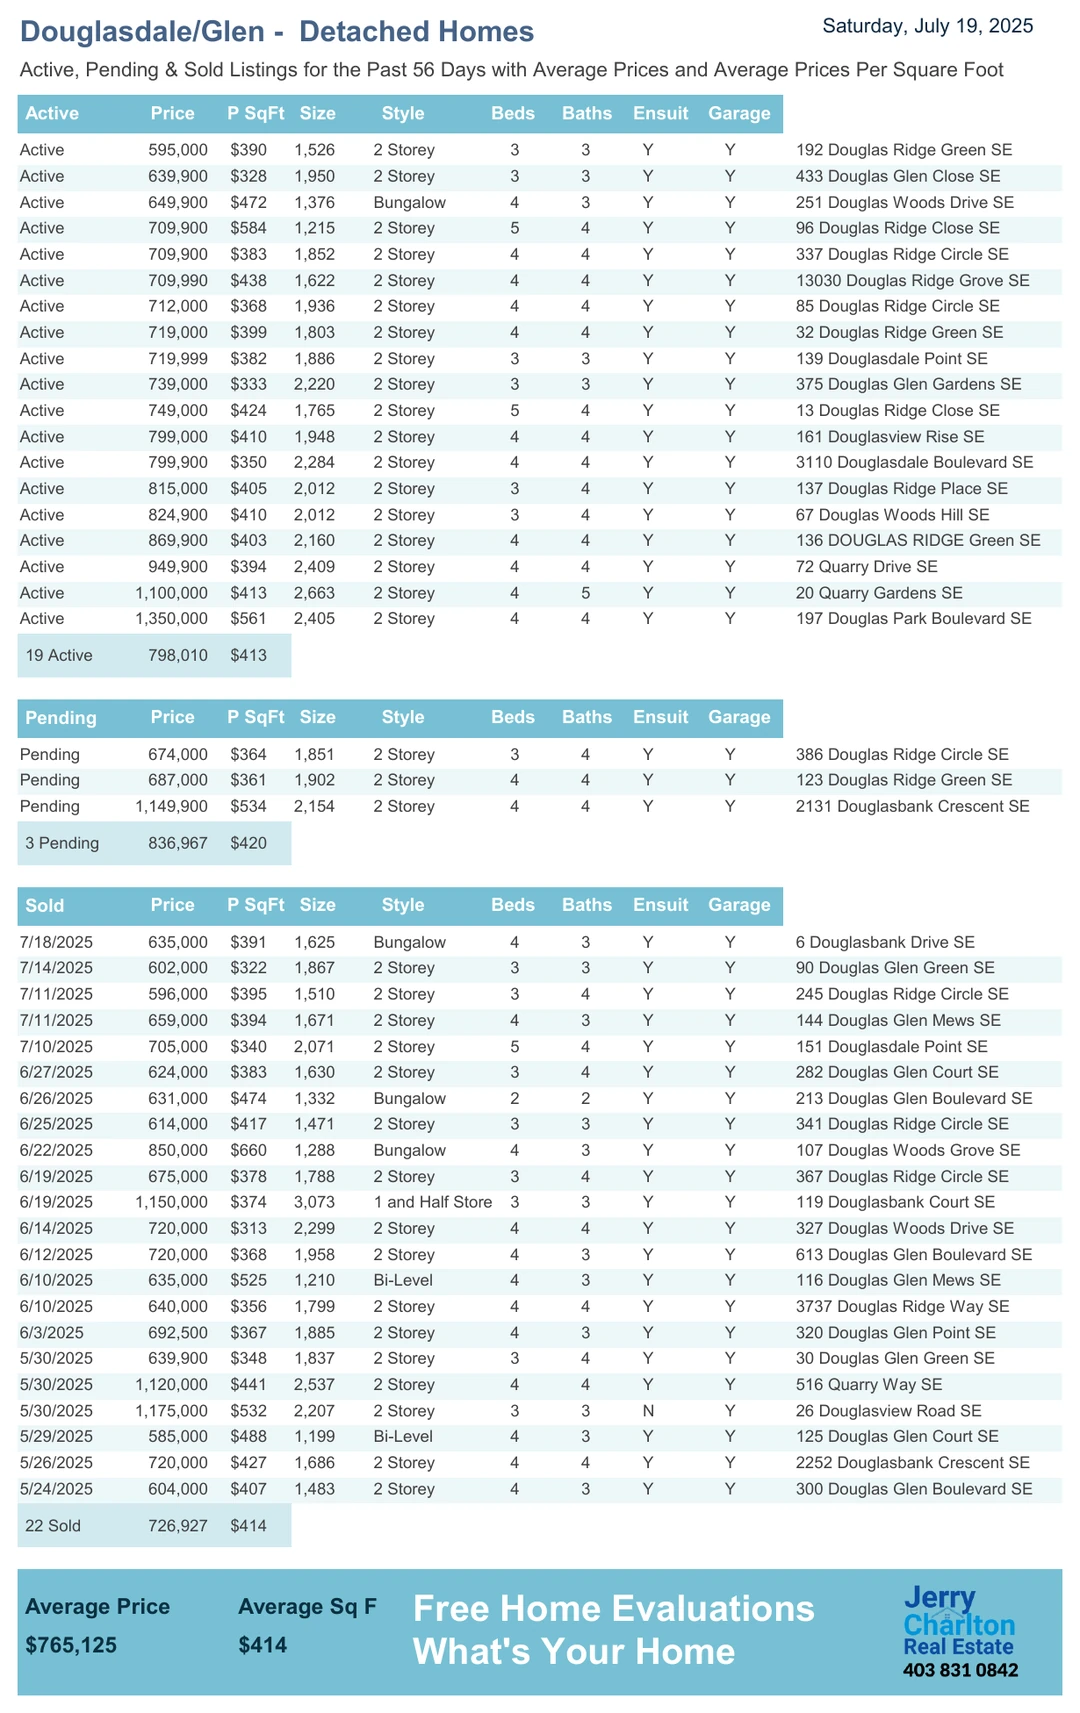 Douglasdale/Glen - Detached Homes
Saturday, July 19, 2025
Active, Pending & Sold Listings for the Past 56 Days with Average Prices and Average Prices Per Square Foot
Active Price P SqFt Size Style Beds Baths Ensuit Garage
Active 595,000 $390 1,526 2 Storey 3 3 Y Y 192 Douglas Ridge Green SE
Active 639,900 $328 1,950 2 Storey 3 3 Y Y 433 Douglas Glen Close SE
Active 649,900 $472 1,376 Bungalow 4 3 Y Y 251 Douglas Woods Drive SE
Active 709,900 $584 1,215 2 Storey 5 4 Y Y 96 Douglas Ridge Close SE
Active 709,900 $383 1,852 2 Storey 4 4 Y Y 337 Douglas Ridge Circle SE
Active 709,990 $438 1,622 2 Storey 4 4 Y Y 13030 Douglas Ridge Grove SE
Active 712,000 $368 1,936 2 Storey 4 4 Y Y 85 Douglas Ridge Circle SE
Active 719,000 $399 1,803 2 Storey 4 4 Y Y 32 Douglas Ridge Green SE
Active 719,999 $382 1,886 2 Storey 3 3 Y Y 139 Douglasdale Point SE
Active 739,000 $333 2,220 2 Storey 3 3 Y Y 375 Douglas Glen Gardens SE
Active 749,000 $424 1,765 2 Storey 5 4 Y Y 13 Douglas Ridge Close SE
Active 799,000 $410 1,948 2 Storey 4 4 Y Y 161 Douglasview Rise SE
Active 799,900 $350 2,284 2 Storey 4 4 Y Y 3110 Douglasdale Boulevard SE
Active 815,000 $405 2,012 2 Storey 3 4 Y Y 137 Douglas Ridge Place SE
Active 824,900 $410 2,012 2 Storey 3 4 Y Y 67 Douglas Woods Hill SE
Active 869,900 $403 2,160 2 Storey 4 4 Y Y 136 DOUGLAS RIDGE Green SE
Active 949,900 $394 2,409 2 Storey 4 4 Y Y 72 Quarry Drive SE
Active 1,100,000 $413 2,663 2 Storey 4 5 Y Y 20 Quarry Gardens SE
Active 1,350,000 $561 2,405 2 Storey 4 4 Y Y 197 Douglas Park Boulevard SE
19 Active 798,010 $413
Pending Price P SqFt Size Style Beds Baths Ensuit Garage
Pending 674,000 $364 1,851 2 Storey 3 4 Y Y 386 Douglas Ridge Circle SE
Pending 687,000 $361 1,902 2 Storey 4 4 Y Y 123 Douglas Ridge Green SE
Pending 1,149,900 $534 2,154 2 Storey 4 4 Y Y 2131 Douglasbank Crescent SE
3 Pending 836,967 $420
Sold Price P SqFt Size Style Beds Baths Ensuit Garage
7/18/2025 635,000 $391 1,625 Bungalow 4 3 Y Y 6 Douglasbank Drive SE
7/14/2025 602,000 $322 1,867 2 Storey 3 3 Y Y 90 Douglas Glen Green SE
7/11/2025 596,000 $395 1,510 2 Storey 3 4 Y Y 245 Douglas Ridge Circle SE
7/11/2025 659,000 $394 1,671 2 Storey 4 3 Y Y 144 Douglas Glen Mews SE
7/10/2025 705,000 $340 2,071 2 Storey 5 4 Y Y 151 Douglasdale Point SE
6/27/2025 624,000 $383 1,630 2 Storey 3 4 Y Y 282 Douglas Glen Court SE
6/26/2025 631,000 $474 1,332 Bungalow 2 2 Y Y 213 Douglas Glen Boulevard SE
6/25/2025 614,000 $417 1,471 2 Storey 3 3 Y Y 341 Douglas Ridge Circle SE
6/22/2025 850,000 $660 1,288 Bungalow 4 3 Y Y 107 Douglas Woods Grove SE
6/19/2025 675,000 $378 1,788 2 Storey 3 4 Y Y 367 Douglas Ridge Circle SE
6/19/2025 1,150,000 $374 3,073 1 and Half Store 3 3 Y Y 119 Douglasbank Court SE
6/14/2025 720,000 $313 2,299 2 Storey 4 4 Y Y 327 Douglas Woods Drive SE
6/12/2025 720,000 $368 1,958 2 Storey 4 3 Y Y 613 Douglas Glen Boulevard SE
6/10/2025 635,000 $525 1,210 Bi-Level 4 3 Y Y 116 Douglas Glen Mews SE
6/10/2025 640,000 $356 1,799 2 Storey 4 4 Y Y 3737 Douglas Ridge Way SE
6/3/2025 692,500 $367 1,885 2 Storey 4 3 Y Y 320 Douglas Glen Point SE
5/30/2025 639,900 $348 1,837 2 Storey 3 4 Y Y 30 Douglas Glen Green SE
5/30/2025 1,120,000 $441 2,537 2 Storey 4 4 Y Y 516 Quarry Way SE
5/30/2025 1,175,000 $532 2,207 2 Storey 3 3 N Y 26 Douglasview Road SE
5/29/2025 585,000 $488 1,199 Bi-Level 4 3 Y Y 125 Douglas Glen Court SE
5/26/2025 720,000 $427 1,686 2 Storey 4 4 Y Y 2252 Douglasbank Crescent SE
5/24/2025 604,000 $407 1,483 2 Storey 4 3 Y Y 300 Douglas Glen Boulevard SE
22 Sold 726,927 $414
Average Price Average Sq F
$765,125 $414
Free Home Evaluations
What's Your Home
Jerry
Charlton
Real Estate
403 831 0842